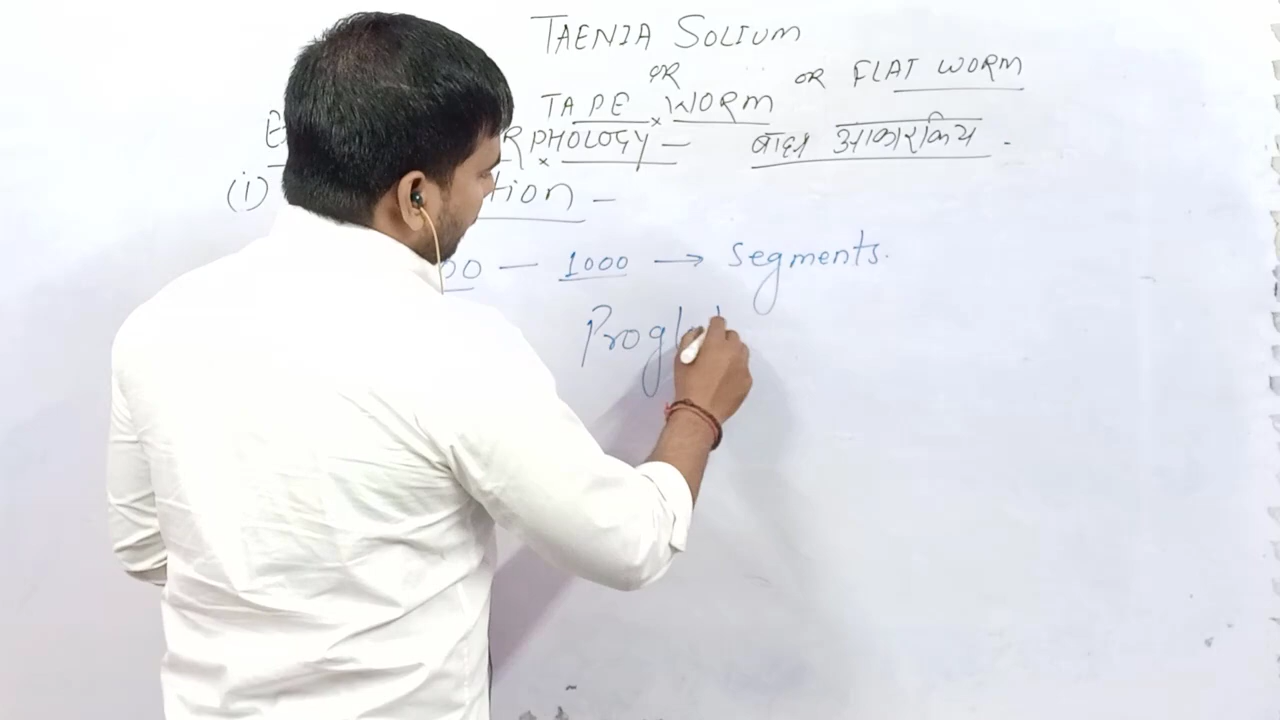 TAENIA SOLIUM
OR
OR FLAT WORM
TAPE WORM
RPHOLOGY - बाह्य आकारिकीय -
(i) tion -
00 - 1000 → segments.
Progl